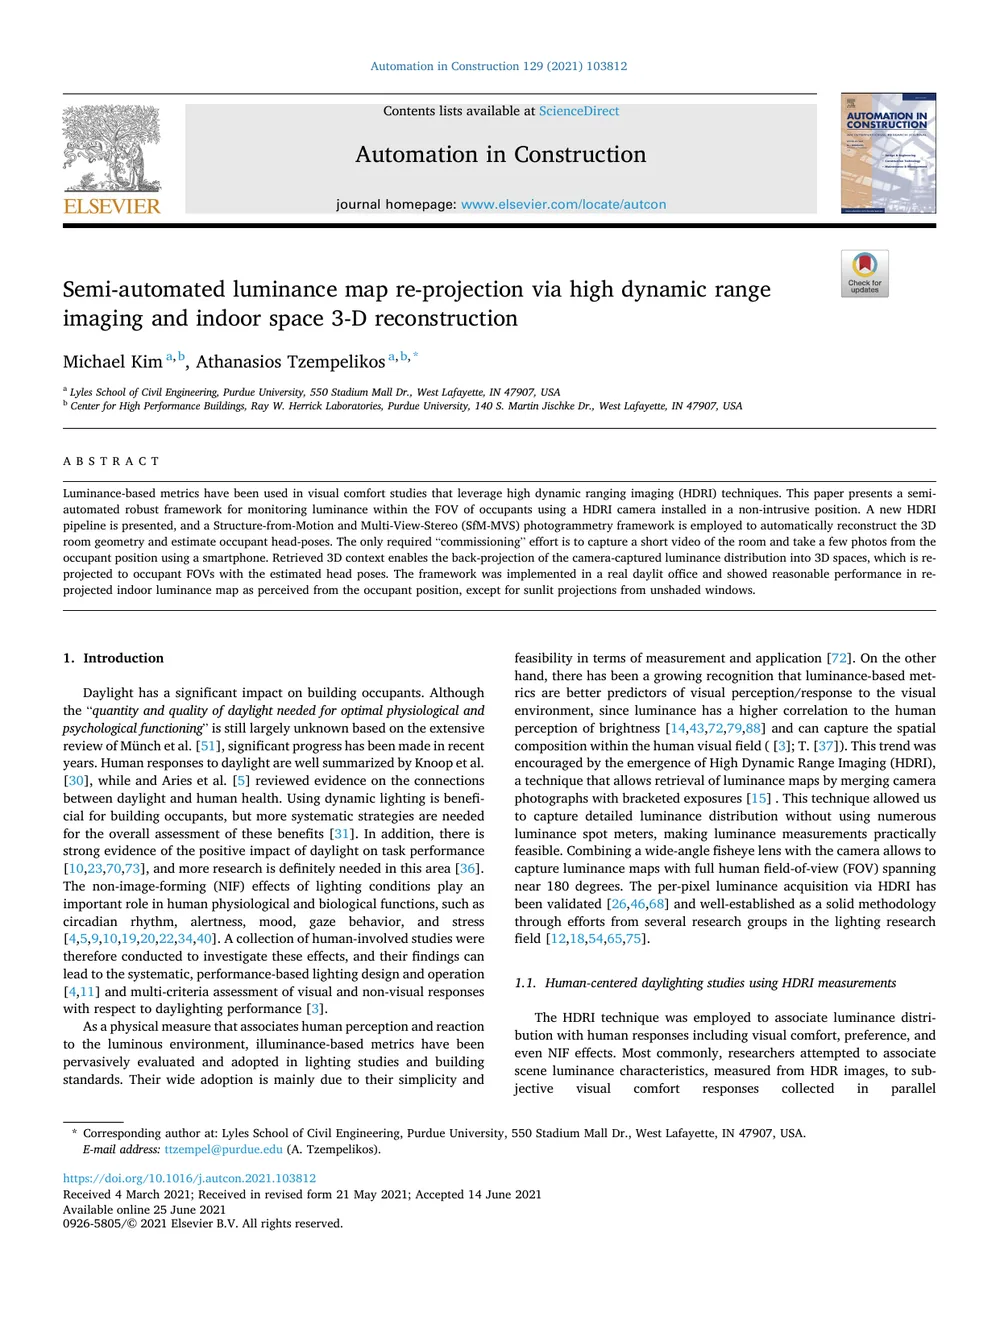 Automation in Construction 129 (2021) 103812
Contents lists available at ScienceDirect
Automation in Construction
journal homepage: www.elsevier.com/locate/autcon
ELSEVIER
AUTOMATION IN
CONSTRUCTION
Check for
updates
Semi-automated luminance map re-projection via high dynamic range
imaging and indoor space 3-D reconstruction
Michael Kim a,b, Athanasios Tzempelikos a,b,*
a Lyles School of Civil Engineering, Purdue University, 550 Stadium Mall Dr., West Lafayette, IN 47907, USA
b Center for High Performance Buildings, Ray W. Herrick Laboratories, Purdue University, 140 S. Martin Jischke Dr., West Lafayette, IN 47907, USA
A B S T R A C T
Luminance-based metrics have been used in visual comfort studies that leverage high dynamic ranging imaging (HDRI) techniques. This paper presents a semi-
automated robust framework for monitoring luminance within the FOV of occupants using a HDRI camera installed in a non-intrusive position. A new HDRI
pipeline is presented, and a Structure-from-Motion and Multi-View-Stereo (SfM-MVS) photogrammetry framework is employed to automatically reconstruct the 3D
room geometry and estimate occupant head-poses. The only required “commissioning” effort is to capture a short video of the room and take a few photos from the
occupant position using a smartphone. Retrieved 3D context enables the back-projection of the camera-captured luminance distribution into 3D spaces, which is re-
projected to occupant FOVs with the estimated head poses. The framework was implemented in a real daylit office and showed reasonable performance in re-
projected indoor luminance map as perceived from the occupant position, except for sunlit projections from unshaded windows.
1. Introduction
Daylight has a significant impact on building occupants. Although
the “quantity and quality of daylight needed for optimal physiological and
psychological functioning” is still largely unknown based on the extensive
review of Münch et al. [51], significant progress has been made in recent
years. Human responses to daylight are well summarized by Knoop et al.
[30], while and Aries et al. [5] reviewed evidence on the connections
between daylight and human health. Using dynamic lighting is benefi-
cial for building occupants, but more systematic strategies are needed
for the overall assessment of these benefits [31]. In addition, there is
strong evidence of the positive impact of daylight on task performance
[10,23,70,73], and more research is definitely needed in this area [36].
The non-image-forming (NIF) effects of lighting conditions play an
important role in human physiological and biological functions, such as
circadian rhythm, alertness, mood, gaze behavior, and stress
[4,5,9,10,19,20,22,34,40]. A collection of human-involved studies were
therefore conducted to investigate these effects, and their findings can
lead to the systematic, performance-based lighting design and operation
[4,11] and multi-criteria assessment of visual and non-visual responses
with respect to daylighting performance [3].
As a physical measure that associates human perception and reaction
to the luminous environment, illuminance-based metrics have been
pervasively evaluated and adopted in lighting studies and building
standards. Their wide adoption is mainly due to their simplicity and
feasibility in terms of measurement and application [72]. On the other
hand, there has been a growing recognition that luminance-based met-
rics are better predictors of visual perception/response to the visual
environment, since luminance has a higher correlation to the human
perception of brightness [14,43,72,79,88] and can capture the spatial
composition within the human visual field ( [3]; T. [37]). This trend was
encouraged by the emergence of High Dynamic Range Imaging (HDRI),
a technique that allows retrieval of luminance maps by merging camera
photographs with bracketed exposures [15] . This technique allowed us
to capture detailed luminance distribution without using numerous
luminance spot meters, making luminance measurements practically
feasible. Combining a wide-angle fisheye lens with the camera allows to
capture luminance maps with full human field-of-view (FOV) spanning
near 180 degrees. The per-pixel luminance acquisition via HDRI has
been validated [26,46,68] and well-established as a solid methodology
through efforts from several research groups in the lighting research
field [12,18,54,65,75].
1.1. Human-centered daylighting studies using HDRI measurements
The HDRI technique was employed to associate luminance distri-
bution with human responses including visual comfort, preference, and
even NIF effects. Most commonly, researchers attempted to associate
scene luminance characteristics, measured from HDR images, to sub-
jective visual comfort responses collected in parallel
* Corresponding author at: Lyles School of Civil Engineering, Purdue University, 550 Stadium Mall Dr., West Lafayette, IN 47907, USA.
E-mail address: ttzempel@purdue.edu (A. Tzempelikos).
https://doi.org/10.1016/j.autcon.2021.103812
Received 4 March 2021; Received in revised form 21 May 2021; Accepted 14 June 2021
Available online 25 June 2021
0926-5805/© 2021 Elsevier B.V. All rights reserved.